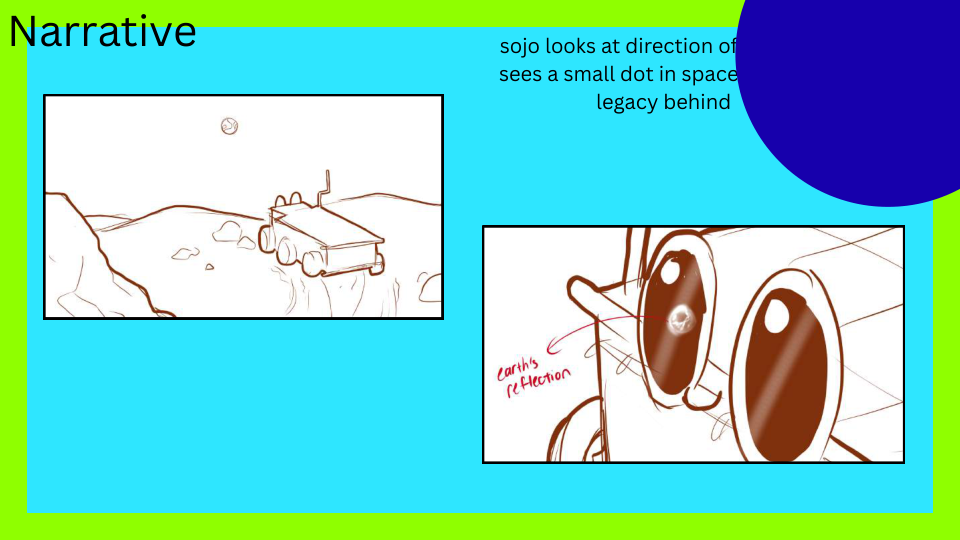 Narrative
sojo looks at direction of
sees a small dot in space
legacy behind
earth's
reflection